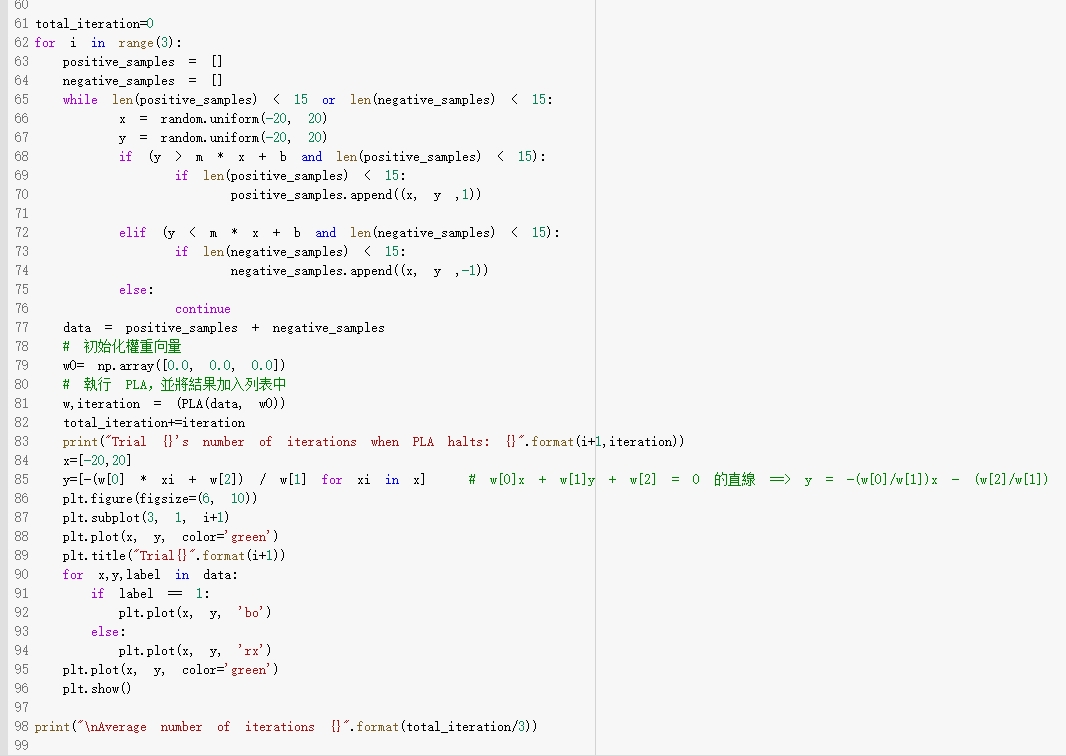 60
61 total_iteration=0
62 for i in range(3):
63     positive_samples = []
64     negative_samples = []
65     while len(positive_samples) < 15 or len(negative_samples) < 15:
66             x = random.uniform(-20, 20)
67             y = random.uniform(-20, 20)
68             if (y > m * x + b and len(positive_samples) < 15):
69                     if len(positive_samples) < 15:
70                             positive_samples.append((x, y ,1))
71
72             elif (y < m * x + b and len(negative_samples) < 15):
73                     if len(negative_samples) < 15:
74                             negative_samples.append((x, y ,-1))
75             else:
76                     continue
77     data = positive_samples + negative_samples
78     # 初始化權重向量
79     w0= np.array([0.0, 0.0, 0.0])
80     # 執行 PLA，並將結果加入列表中
81     w,iteration = (PLA(data, w0))
82     total_iteration+=iteration
83     print("Trial {}'s number of iterations when PLA halts: {}".format(i+1,iteration))
84     x=[-20,20]
85     y=[-(w[0] * xi + w[2]) / w[1] for xi in x]      # w[0]x + w[1]y + w[2] = 0 的直線 ==> y = -(w[0]/w[1])x - (w[2]/w[1])
86     plt.figure(figsize=(6, 10))
87     plt.subplot(3, 1, i+1)
88     plt.plot(x, y, color='green')
89     plt.title("Trial{}".format(i+1))
90     for x,y,label in data:
91         if label == 1:
92             plt.plot(x, y, 'bo')
93         else:
94             plt.plot(x, y, 'rx')
95     plt.plot(x, y, color='green')
96     plt.show()
97
98 print("\nAverage number of iterations {}".format(total_iteration/3))
99